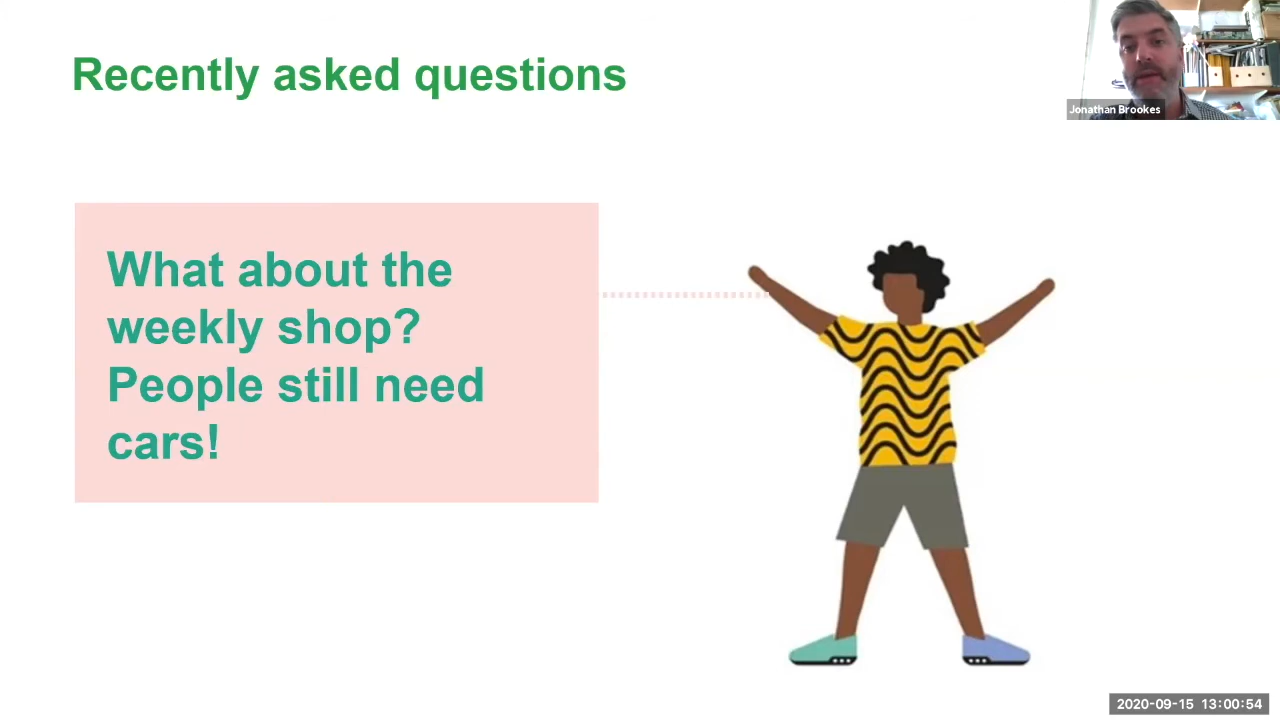 Recently asked questions
Jonathan Brookes
What about the
weekly shop?
People still need
cars!
2020-09-15 13:00:54